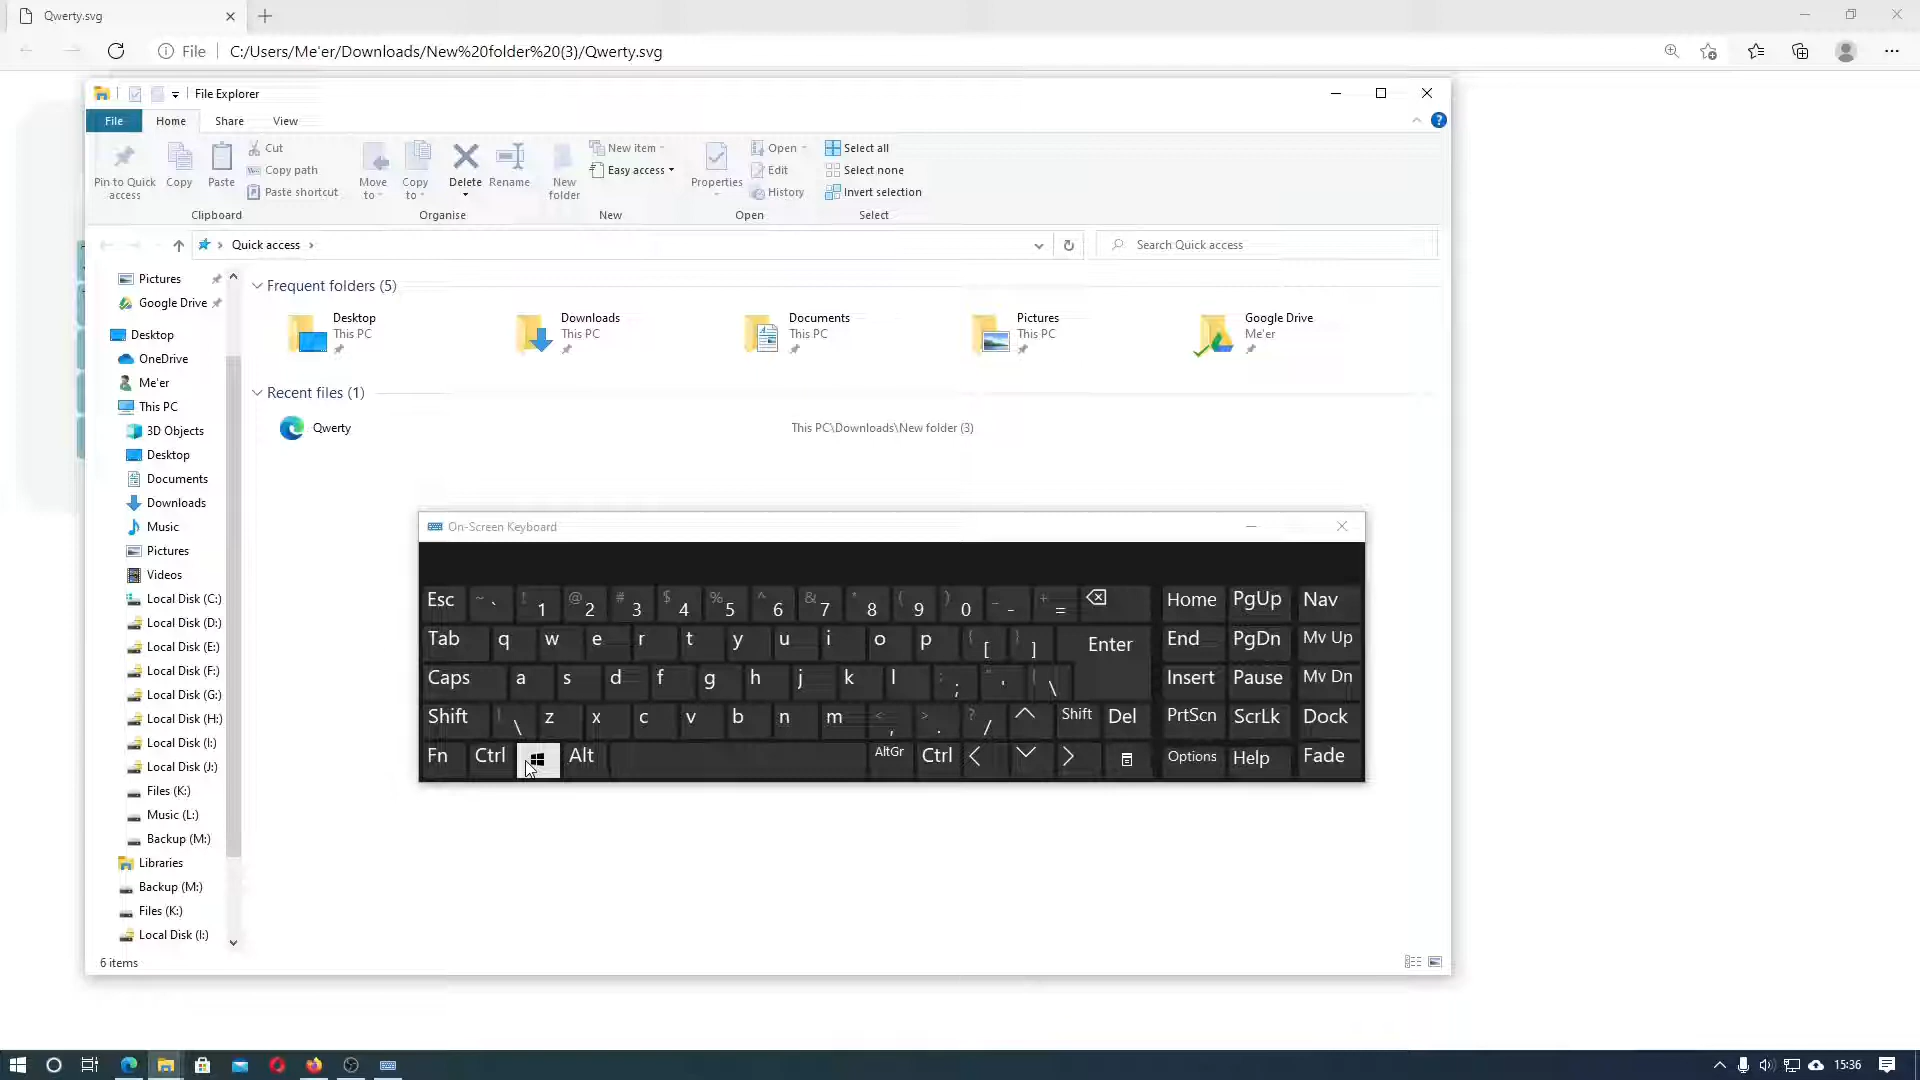 Qwerty.svg
File C:/Users/Me'er/Downloads/New%20folder%20(3)/Qwerty.svg
File Explorer
File Home Share View
Pin to Quick access
Copy
Paste
Cut
Copy path
Paste shortcut
Clipboard
Move to
Copy to
Delete
Rename
Organise
New folder
New item
Easy access
New
Properties
Open
Edit
History
Open
Select all
Select none
Invert selection
Select
Quick access
Search Quick access
Pictures
Google Drive
Desktop
OneDrive
Me'er
This PC
3D Objects
Desktop
Documents
Downloads
Music
Pictures
Videos
Local Disk (C:)
Local Disk (D:)
Local Disk (E:)
Local Disk (F:)
Local Disk (G:)
Local Disk (H:)
Local Disk (I:)
Local Disk (J:)
Files (K:)
Music (L:)
Backup (M:)
Libraries
Backup (M:)
Files (K:)
Local Disk (I:)
6 items
Frequent folders (5)
Desktop
This PC
Downloads
This PC
Documents
This PC
Pictures
This PC
Google Drive
Me'er
Recent files (1)
Qwerty This PC\Downloads\New folder (3)
On-Screen Keyboard
Esc ~ ` ! 1 @ 2 # 3 $ 4 % 5 ^ 6 & 7 * 8 ( 9 ) 0 _ - + = Home PgUp Nav
Tab q w e r t y u i o p { [ } ] Enter End PgDn Mv Up
Caps a s d f g h j k l : ; " ' | \ Insert Pause Mv Dn
Shift | \ z x c v b n m < , > . ? / Shift Del PrtScn ScrLk Dock
Fn Ctrl Alt AltGr Ctrl Options Help Fade
15:36